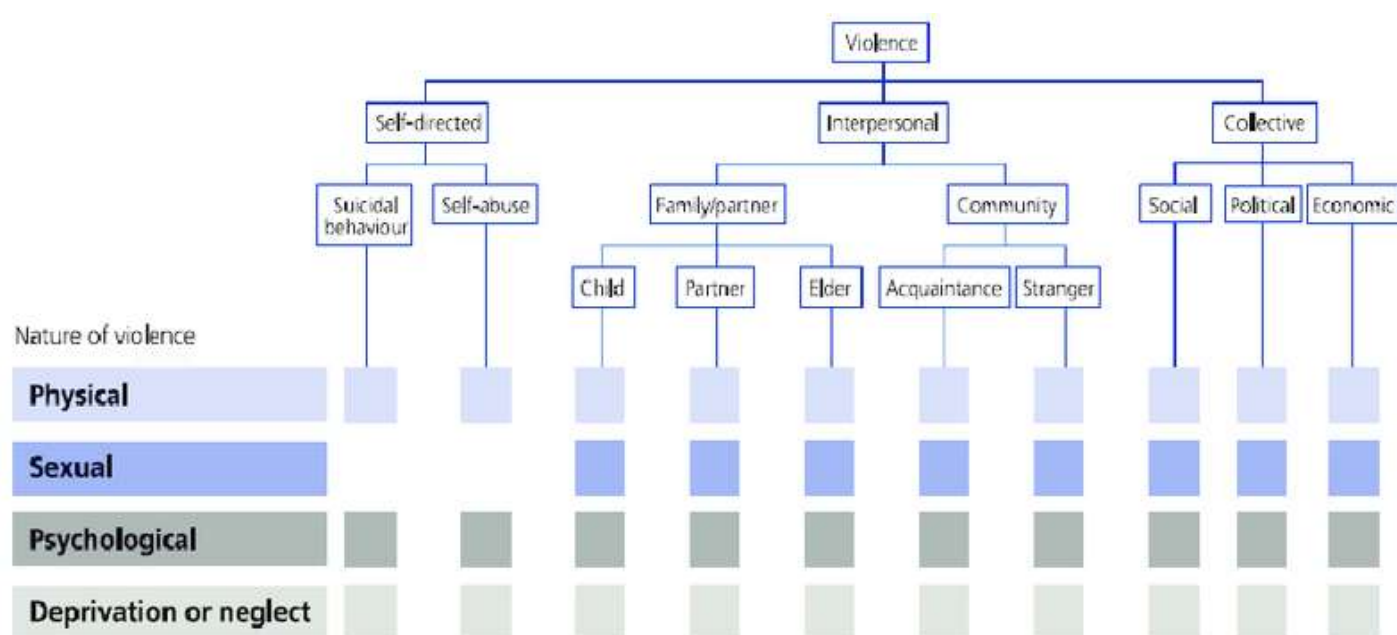 Violence
Self-directed
Interpersonal
Collective
Suicidal
behaviour
Self-abuse
Family/partner
Community
Social
Political
Economic
Child
Partner
Elder
Acquaintance
Stranger
Nature of violence
Physical
Sexual
Psychological
Deprivation or neglect